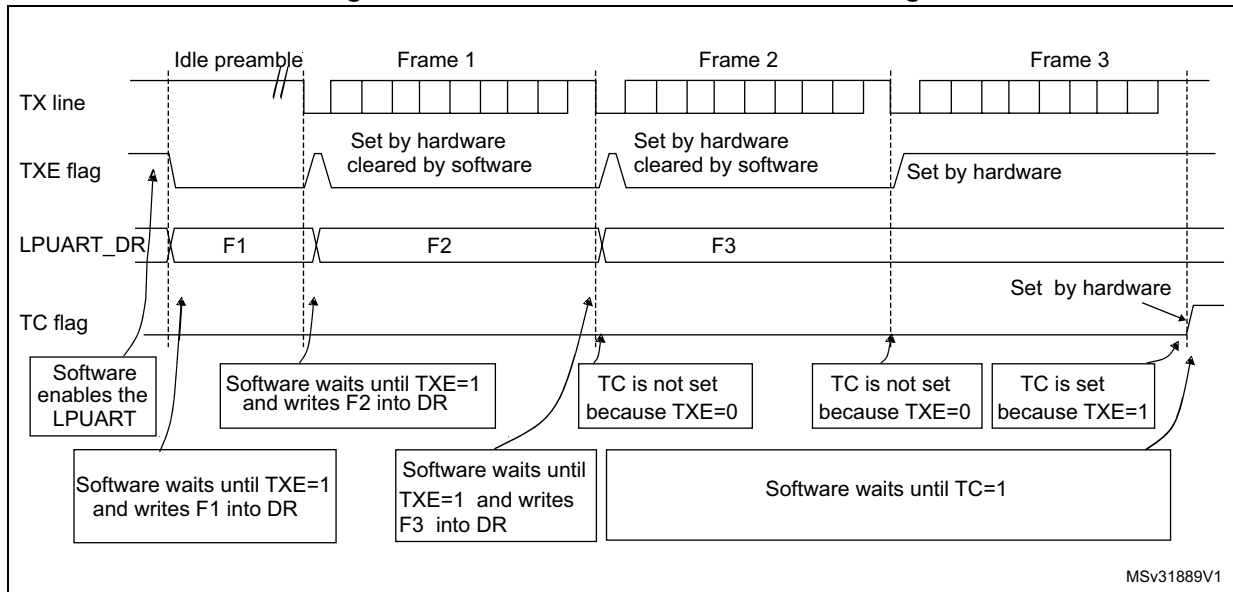 Idle preamble
Frame 1
Frame 2
Frame 3
TX line
Set by hardware
cleared by software
Set by hardware
cleared by software
TXE flag
Set by hardware
LPUART_DR
F1
F2
F3
Set by hardware
TC flag
Software
enables the
LPUART
Software waits until TXE=1
and writes F2 into DR
TC is not set
because TXE=0
TC is not set
because TXE=0
TC is set
because TXE=1
Software waits until TXE=1
and writes F1 into DR
Software waits until
TXE=1 and writes
F3 into DR
Software waits until TC=1
MSv31889V1